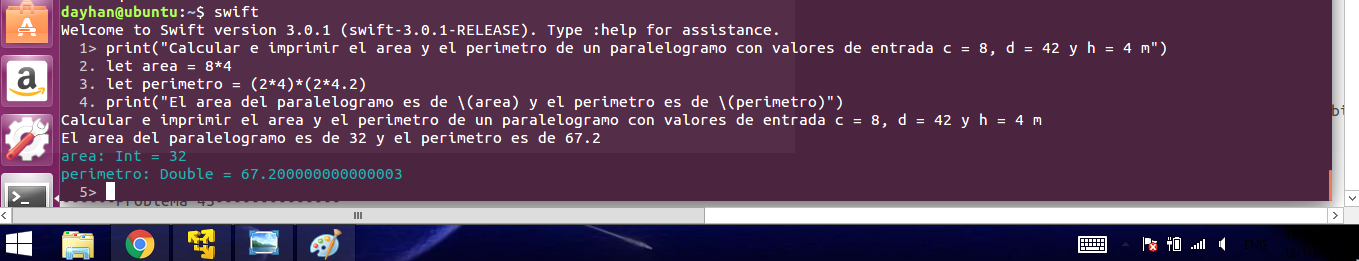 dayhan@ubuntu:~$ swift
Welcome to Swift version 3.0.1 (swift-3.0.1-RELEASE). Type :help for assistance.
1> print("Calcular e imprimir el area y el perimetro de un paralelogramo con valores de entrada c = 8, d = 42 y h = 4 m")
2. let area = 8*4
3. let perimetro = (2*4)*(2*4.2)
4. print("El area del paralelogramo es de \(area) y el perimetro es de \(perimetro)")
Calcular e imprimir el area y el perimetro de un paralelogramo con valores de entrada c = 8, d = 42 y h = 4 m
El area del paralelogramo es de 32 y el perimetro es de 67.2
area: Int = 32
perimetro: Double = 67.200000000000003
5>